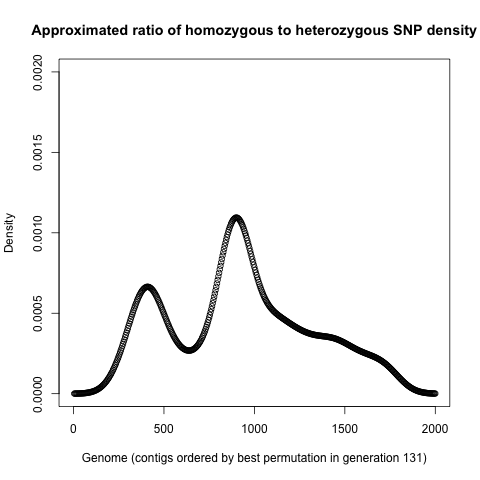 Approximated ratio of homozygous to heterozygous SNP density
Density
0.0020
0.0015
0.0010
0.0005
0.0000
0 500 1000 1500 2000
Genome (contigs ordered by best permutation in generation 131)